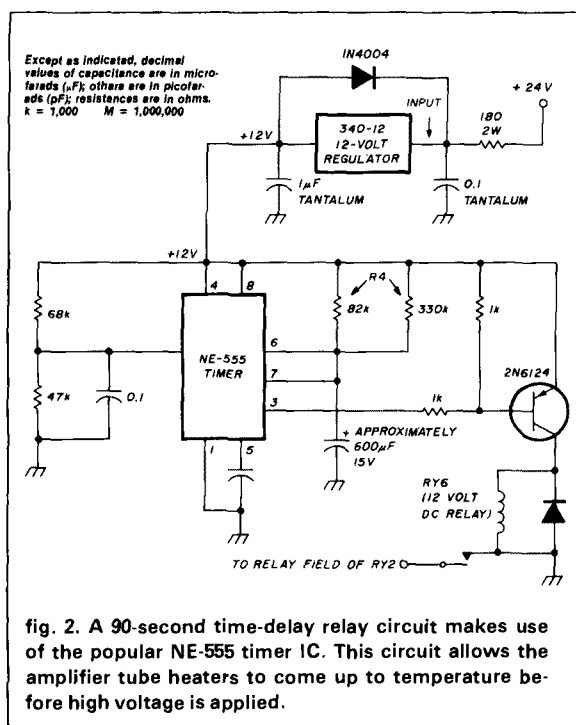 Except as indicated, decimal
values of capacitance are in micro-
farads (μF); others are in picofar-
ads (pF); resistances are in ohms.
k = 1,000 M = 1,000,000
1N4004
+ 24V
INPUT
180
2W
+12V
340-12
12-VOLT
REGULATOR
1μF
TANTALUM
0.1
TANTALUM
+12V
4 8
R4
68k
82k
330k
1k
NE-555
TIMER
6
7
3
2N6124
47k
0.1
1k
1 5
+ APPROXIMATELY
600μF
15V
RY6
(12 VOLT
DC RELAY)
TO RELAY FIELD OF RY2
fig. 2. A 90-second time-delay relay circuit makes use
of the popular NE-555 timer IC. This circuit allows the
amplifier tube heaters to come up to temperature be-
fore high voltage is applied.